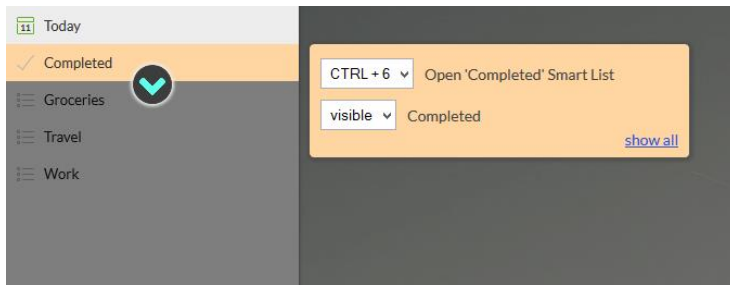 11 Today
Completed
Groceries
Travel
Work
CTRL + 6 Open 'Completed' Smart List
visible Completed
show all